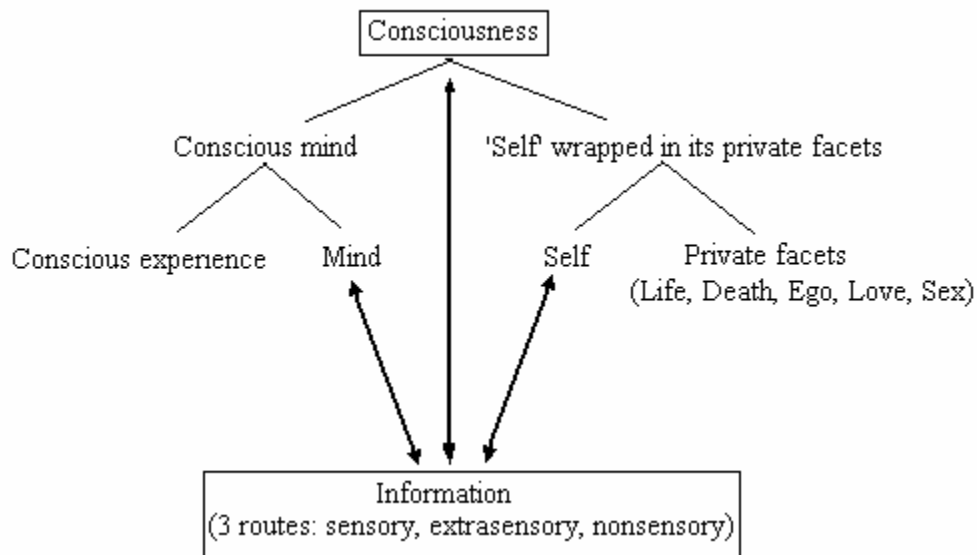 Consciousness
Conscious mind
'Self' wrapped in its private facets
Conscious experience
Mind
Self
Private facets
(Life, Death, Ego, Love, Sex)
Information
(3 routes: sensory, extrasensory, nonsensory)